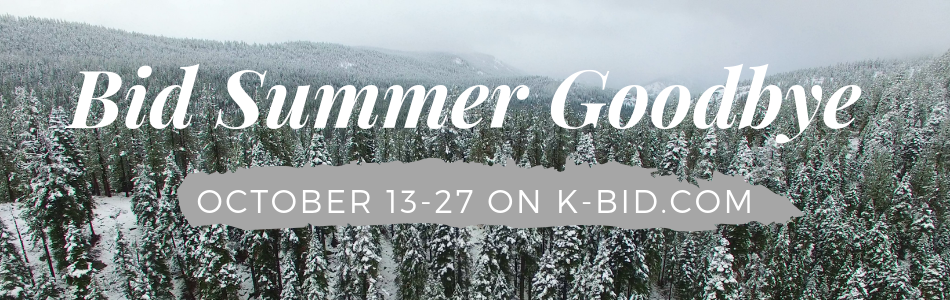 Bid Summer Goodbye
OCTOBER 13-27 ON K-BID.COM